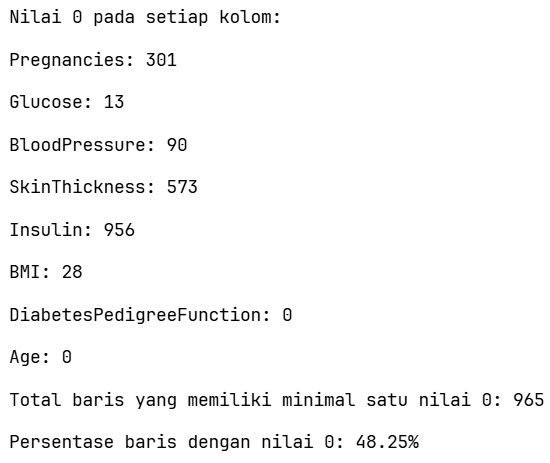 Nilai 0 pada setiap kolom:
Pregnancies: 301
Glucose: 13
BloodPressure: 90
SkinThickness: 573
Insulin: 956
BMI: 28
DiabetesPedigreeFunction: 0
Age: 0
Total baris yang memiliki minimal satu nilai 0: 965
Persentase baris dengan nilai 0: 48.25%